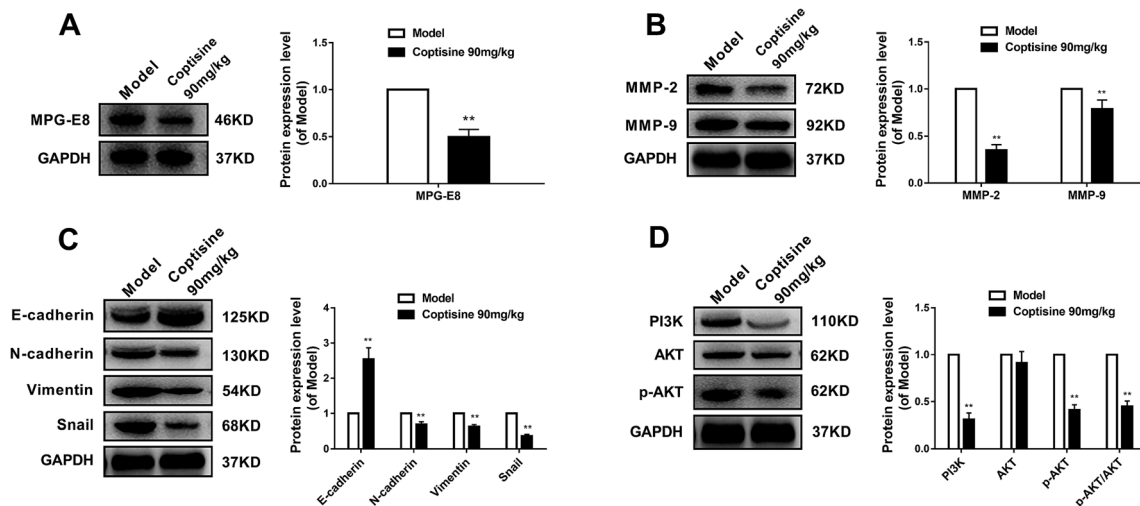 A
Model
Coptisine
90mg/kg
MPG-E8
46KD
GAPDH
37KD
Protein expression level
(of Model)
1.5
1.0
0.5
0.0
Model
Coptisine 90mg/kg
**
MPG-E8
B
Model
Coptisine
90mg/kg
MMP-2
72KD
MMP-9
92KD
GAPDH
37KD
Protein expression level
(of Model)
1.5
1.0
0.5
0.0
Model
Coptisine 90mg/kg
**
**
MMP-2
MMP-9
C
Model
Coptisine
90mg/kg
E-cadherin
125KD
N-cadherin
130KD
Vimentin
54KD
Snail
68KD
GAPDH
37KD
Protein expression level
(of Model)
4
3
2
1
0
Model
Coptisine 90mg/kg
**
**
**
**
E-cadherin
N-cadherin
Vimentin
Snail
D
Model
Coptisine
90mg/kg
PI3K
110KD
AKT
62KD
p-AKT
62KD
GAPDH
37KD
Protein expression level
(of Model)
1.5
1.0
0.5
0.0
Model
Coptisine 90mg/kg
**
**
**
PI3K
AKT
p-AKT
p-AKT/AKT